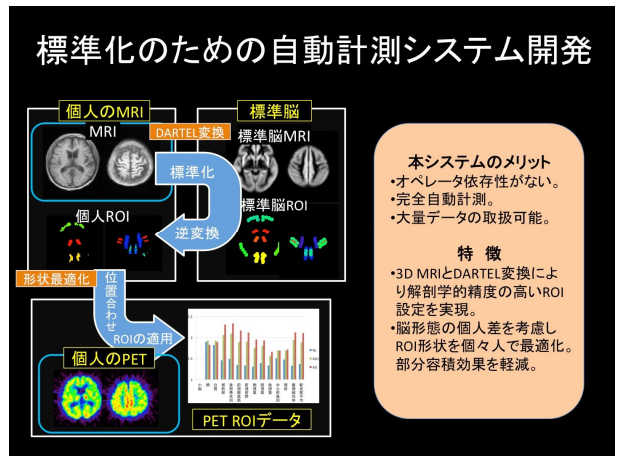 標準化のための自動計測システム開発
個人のMRI
MRI
DARTEL変換
標準脳
標準脳MRI
標準化
個人ROI
標準脳ROI
逆変換
形状最適化
位置合わせ
ROIの適用
個人のPET
PET ROIデータ
本システムのメリット
・オペレータ依存性がない。
・完全自動計測。
・大量データの取扱可能。
特 徴
・3D MRIとDARTEL変換によ
り解剖学的精度の高いROI
設定を実現。
・脳形態の個人差を考慮し
ROI形状を個々人で最適化。
部分容積効果を軽減。